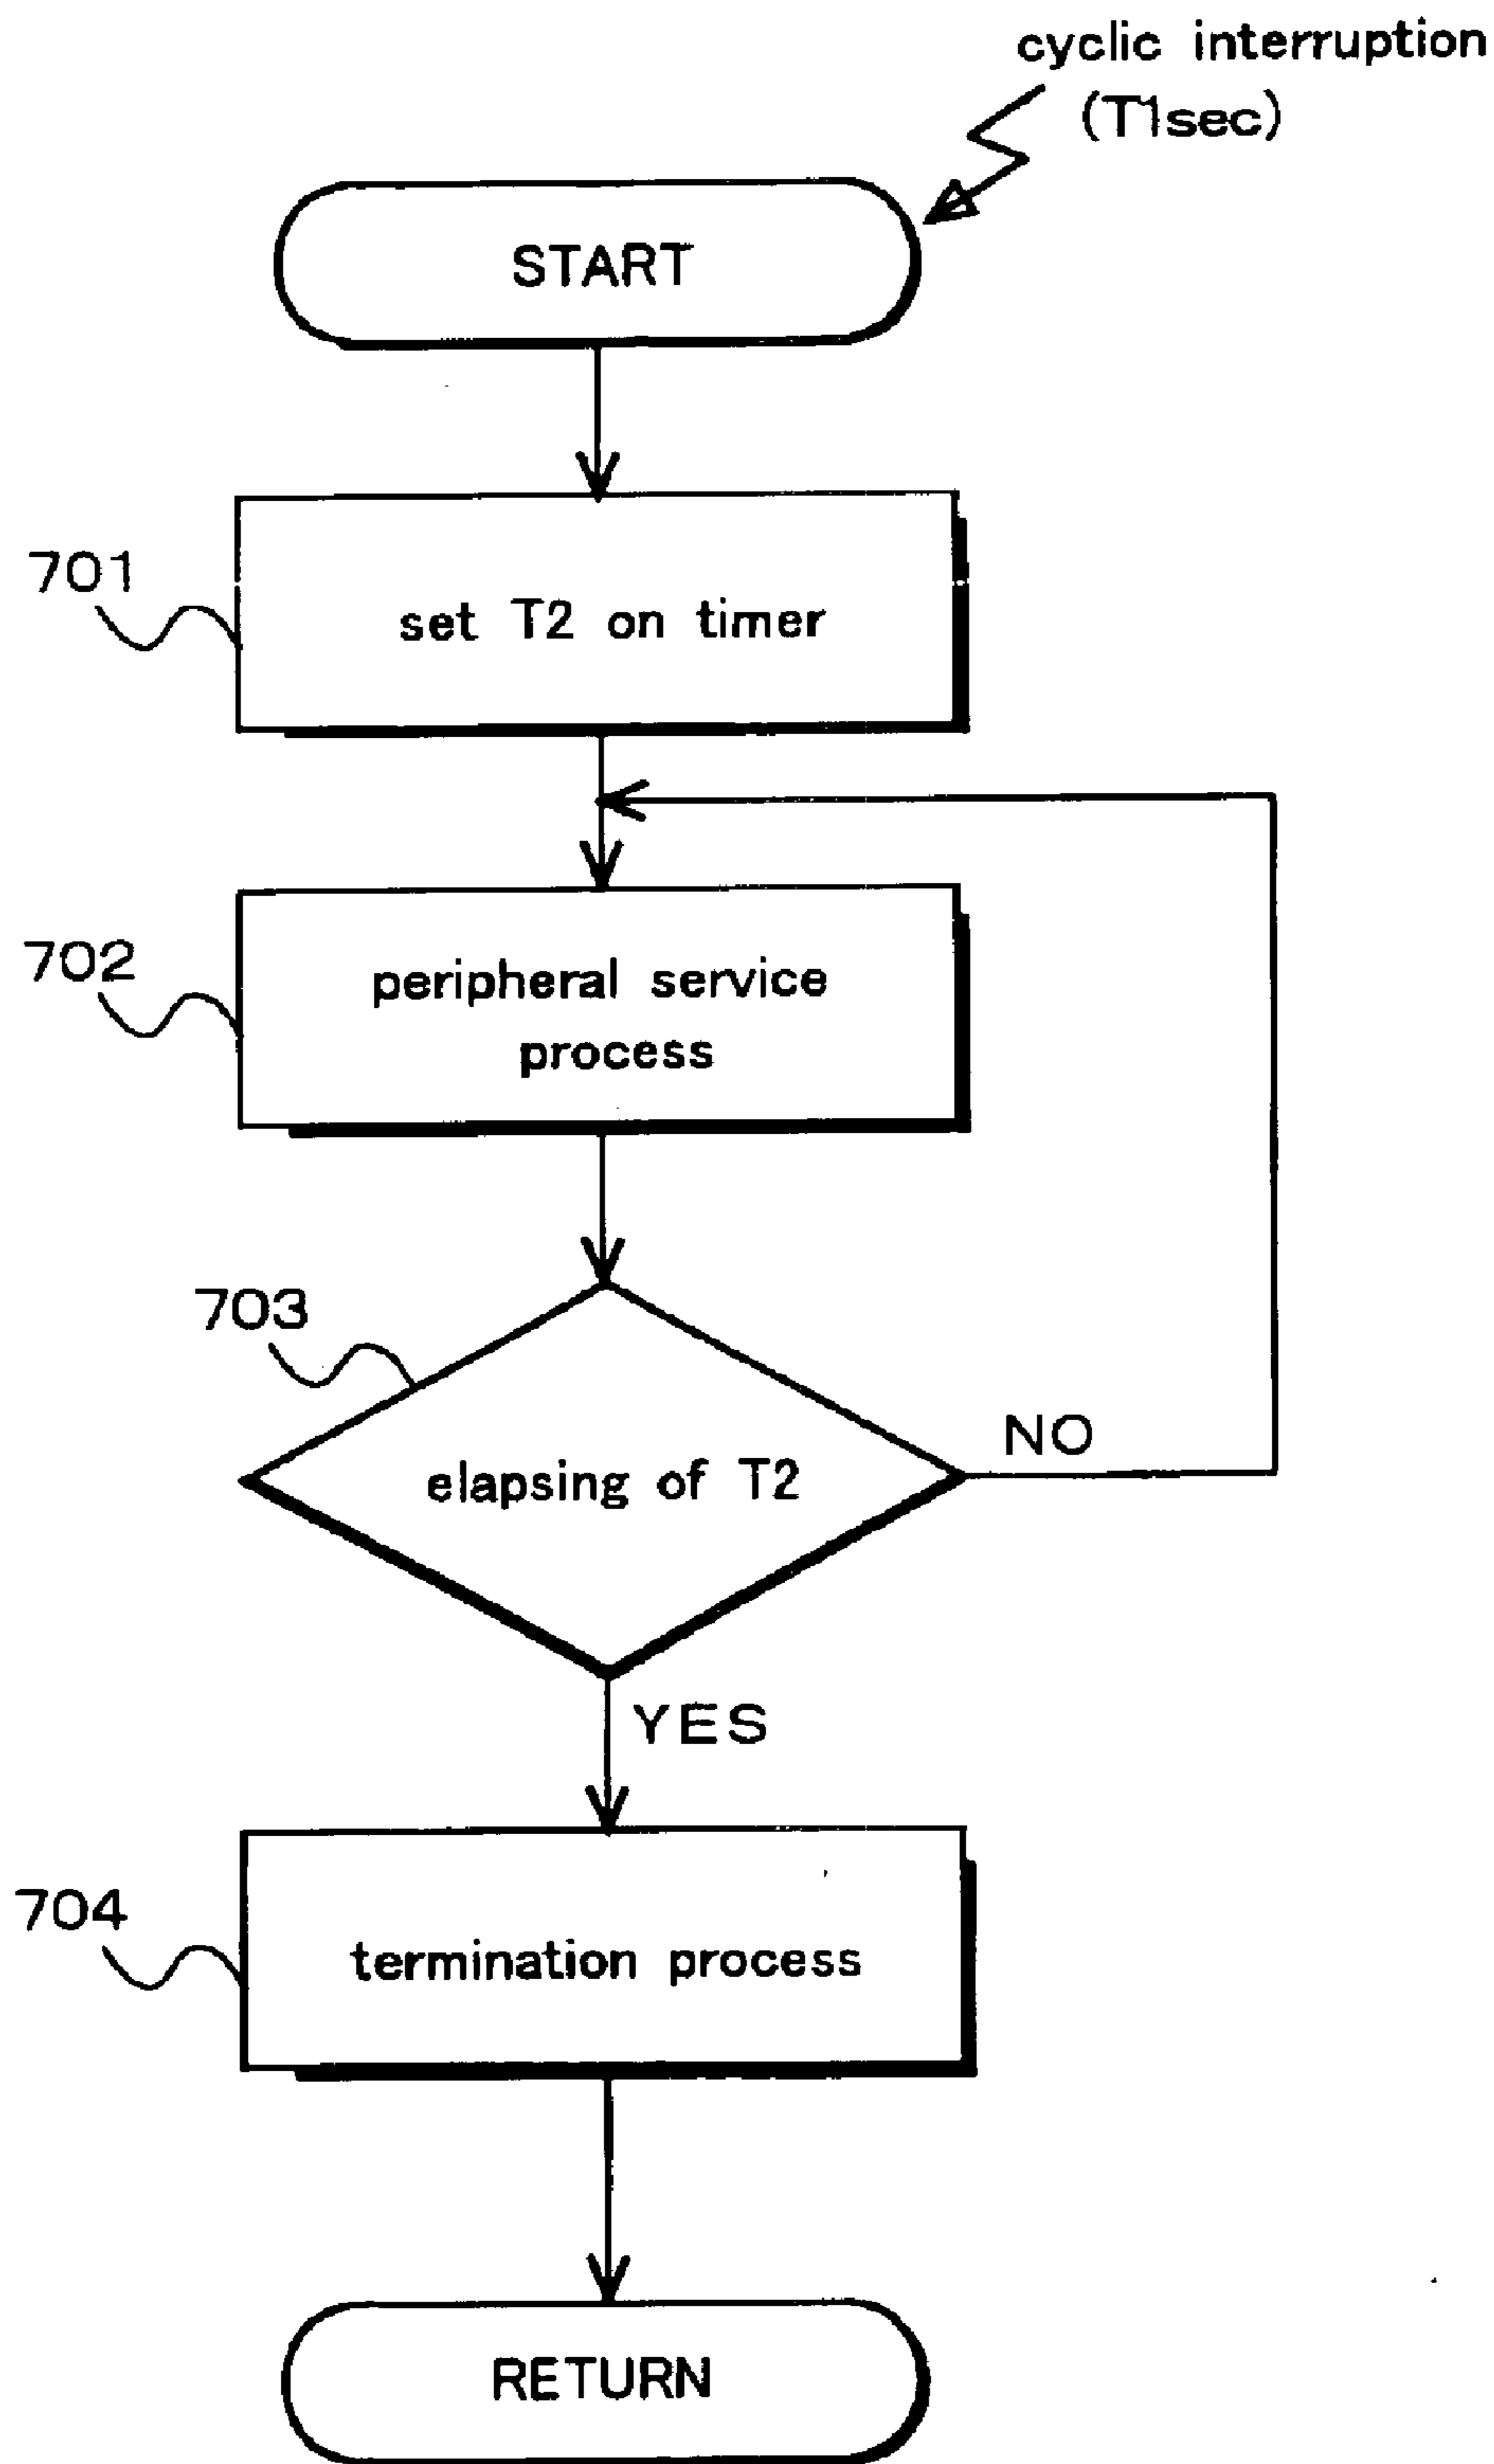 cyclic interruption
(T1sec)
START
701
set T2 on timer
702
peripheral service
process
703
elapsing of T2
NO
YES
704
termination process
RETURN